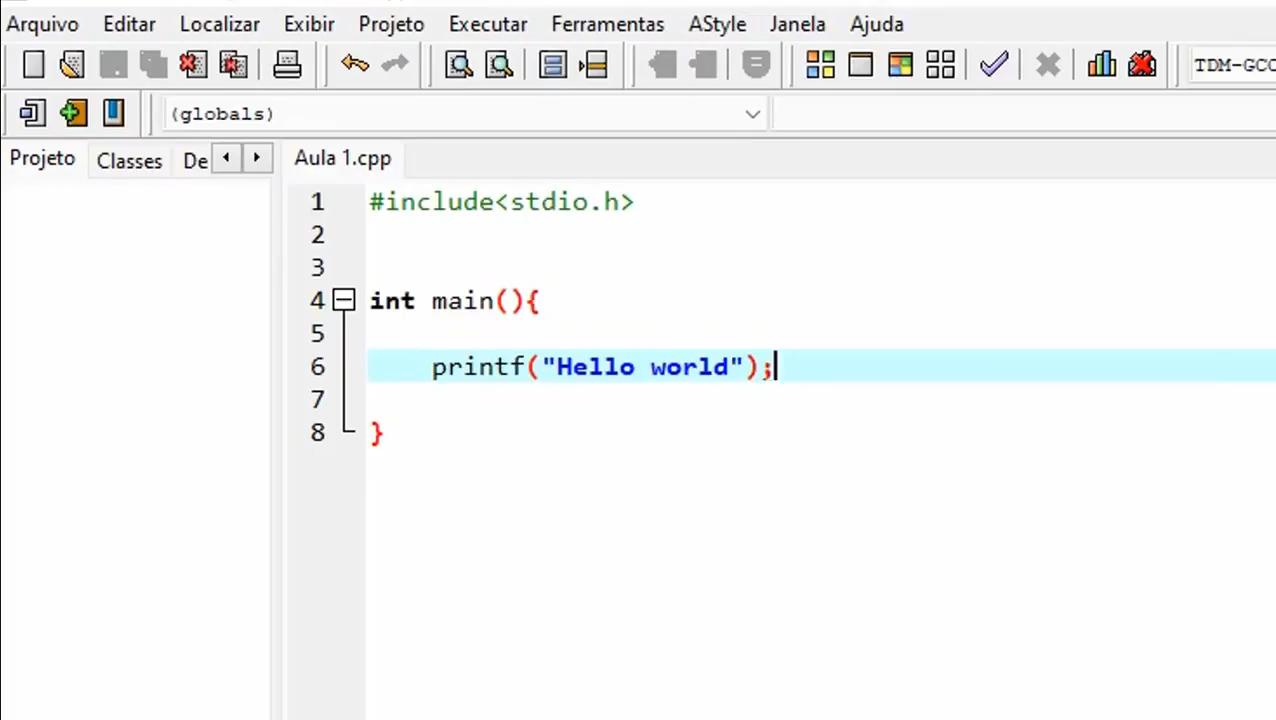 Arquivo Editar Localizar Exibir Projeto Executar Ferramentas AStyle Janela Ajuda
TDM-GCC
(globals)
Projeto Classes De
Aula 1.cpp
1 #include<stdio.h>
2
3
4 int main(){
5
6 printf("Hello world");
7
8 }